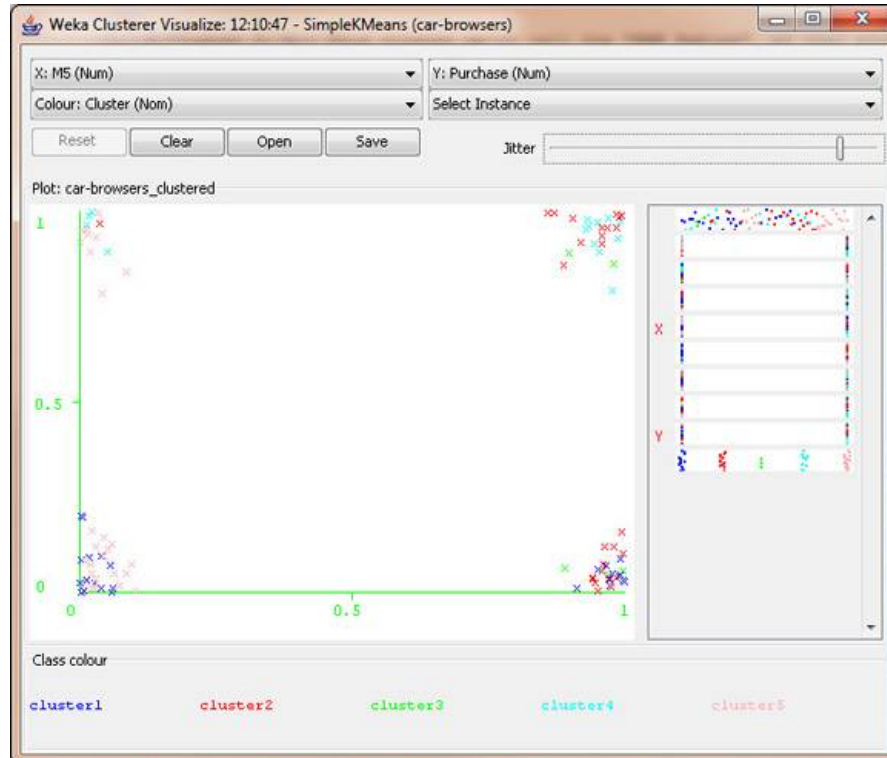 Weka Clusterer Visualize: 12:10:47 - SimpleKMeans (car-browsers)
X: M5 (Num) Y: Purchase (Num)
Colour: Cluster (Nom) Select Instance
Reset Clear Open Save Jitter
Plot: car-browsers_clustered
1
X
0.5
Y
0
0 0.5 1
Class colour
cluster1 cluster2 cluster3 cluster4 cluster5